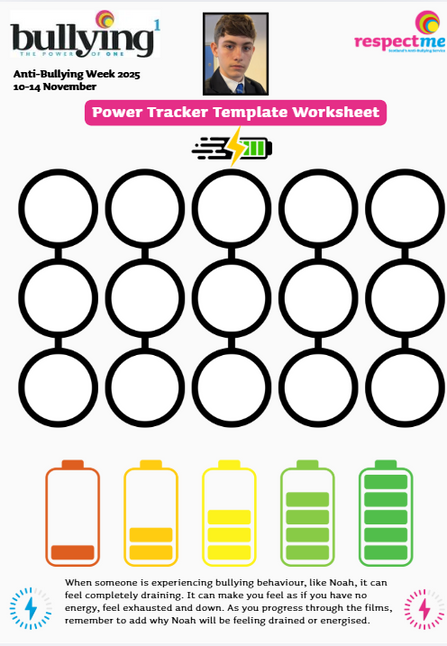 bullying1
THE POWER OF ONE
respectme
Scotland's Anti-Bullying Service
Anti-Bullying Week 2025
10-14 November
Power Tracker Template Worksheet
When someone is experiencing bullying behaviour, like Noah, it can
feel completely draining. It can make you feel as if you have no
energy, feel exhausted and down. As you progress through the films,
remember to add why Noah will be feeling drained or energised.